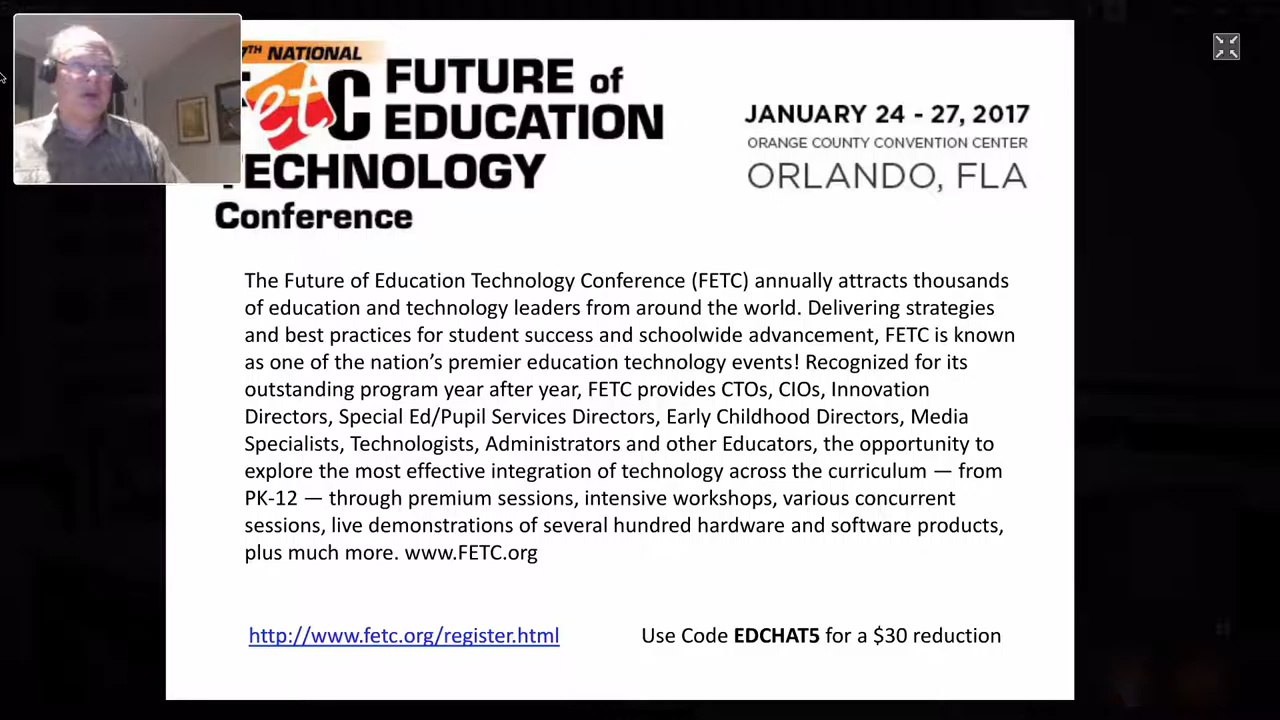 7TH NATIONAL
fetC FUTURE of
EDUCATION
TECHNOLOGY
Conference
JANUARY 24 - 27, 2017
ORANGE COUNTY CONVENTION CENTER
ORLANDO, FLA
The Future of Education Technology Conference (FETC) annually attracts thousands
of education and technology leaders from around the world. Delivering strategies
and best practices for student success and schoolwide advancement, FETC is known
as one of the nation’s premier education technology events! Recognized for its
outstanding program year after year, FETC provides CTOs, CIOs, Innovation
Directors, Special Ed/Pupil Services Directors, Early Childhood Directors, Media
Specialists, Technologists, Administrators and other Educators, the opportunity to
explore the most effective integration of technology across the curriculum — from
PK-12 — through premium sessions, intensive workshops, various concurrent
sessions, live demonstrations of several hundred hardware and software products,
plus much more. www.FETC.org
http://www.fetc.org/register.html
Use Code EDCHAT5 for a $30 reduction